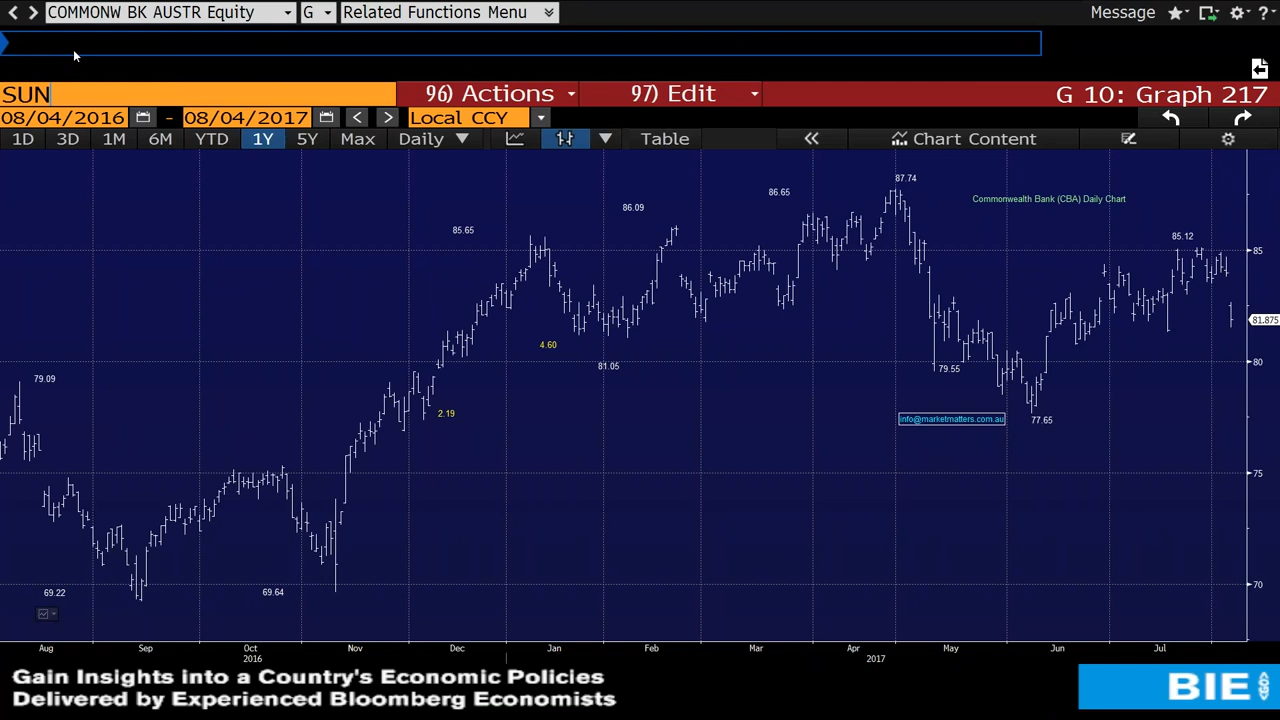 COMMONW BK AUSTR Equity G Related Functions Menu Message ?
SUN 96) Actions 97) Edit G 10: Graph 217
08/04/2016 - 08/04/2017 Local CCY
1D 3D 1M 6M YTD 1Y 5Y Max Daily Table Chart Content
87.74
86.65
Commonwealth Bank (CBA) Daily Chart
86.09
85.65
85.12
85
81.875
4.60
80
81.05
79.55
79.09
2.19
info@marketmatters.com.au
77.65
75
70
69.22
69.64
Aug Sep Oct Nov Dec Jan Feb Mar Apr May Jun Jul
2016 2017
Gain Insights into a Country's Economic Policies
Delivered by Experienced Bloomberg Economists
BIE